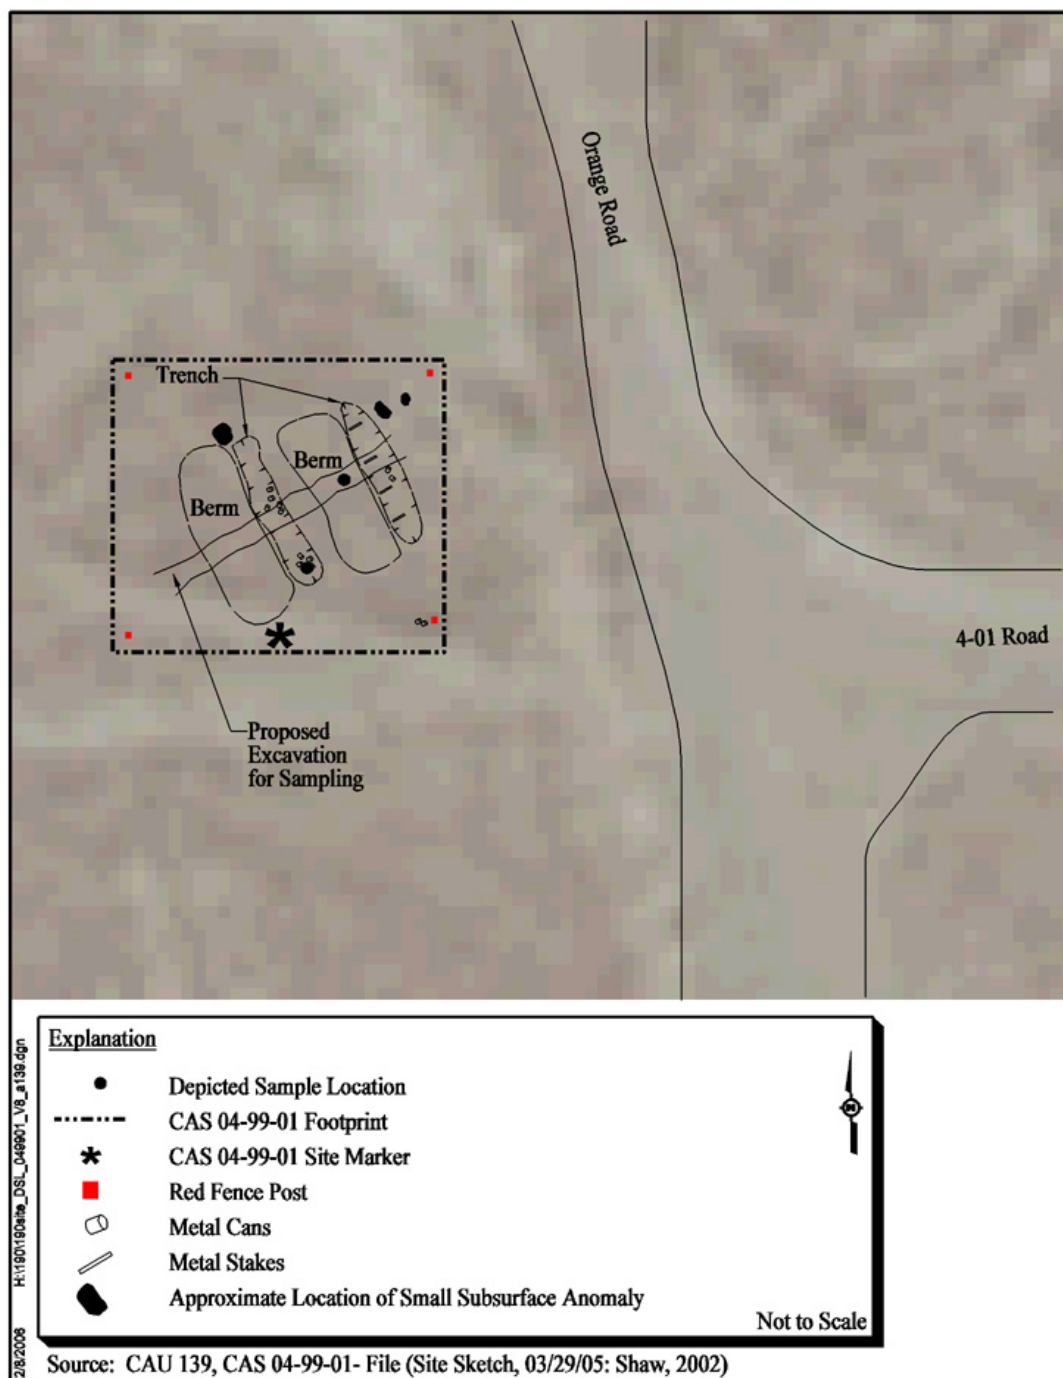 Orange Road
Trench
Berm
Berm
4-01 Road
Proposed
Excavation
for Sampling
Explanation
Depicted Sample Location
CAS 04-99-01 Footprint
CAS 04-99-01 Site Marker
Red Fence Post
Metal Cans
Metal Stakes
Approximate Location of Small Subsurface Anomaly
N
Not to Scale
Source: CAU 139, CAS 04-99-01- File (Site Sketch, 03/29/05: Shaw, 2002)
2/8/2006 H:\190\190site_DSL_049901_V8_a139.dgn